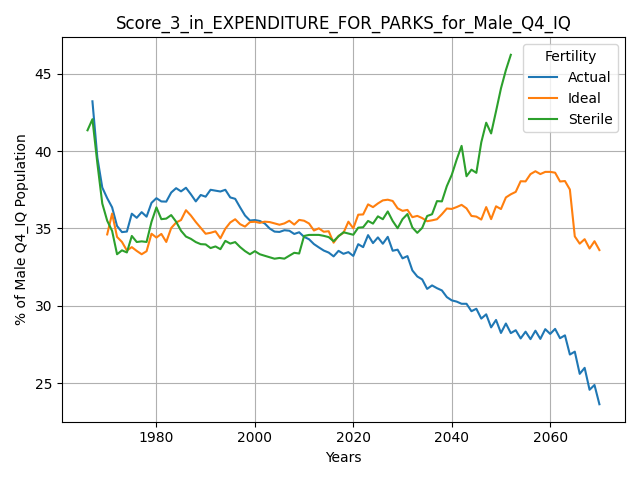 Score_3_in_EXPENDITURE_FOR_PARKS_for_Male_Q4_IQ
Fertility
Actual
Ideal
Sterile
% of Male Q4_IQ Population
45
40
35
30
25
1980
2000
2020
2040
2060
Years